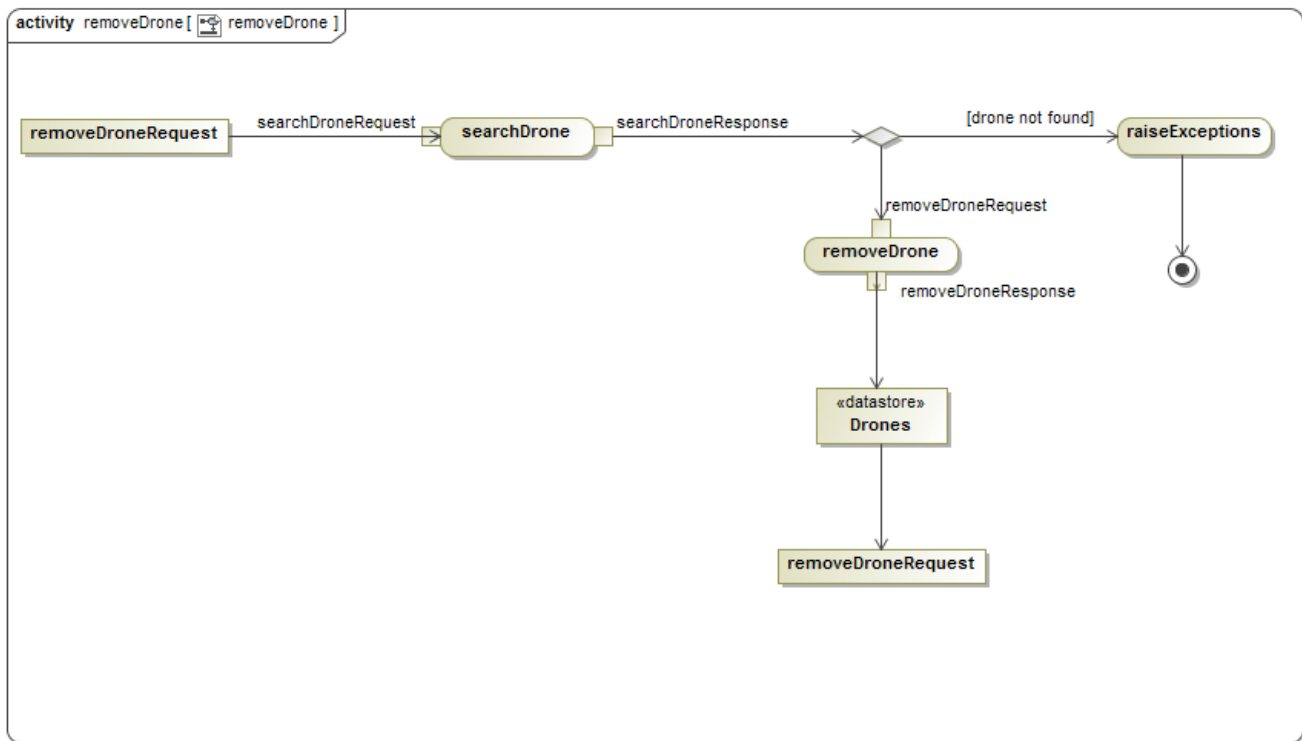 activity removeDrone [ removeDrone ]
removeDroneRequest
searchDroneRequest
searchDrone
searchDroneResponse
[drone not found]
raiseExceptions
removeDroneRequest
removeDrone
removeDroneResponse
«datastore»
Drones
removeDroneRequest